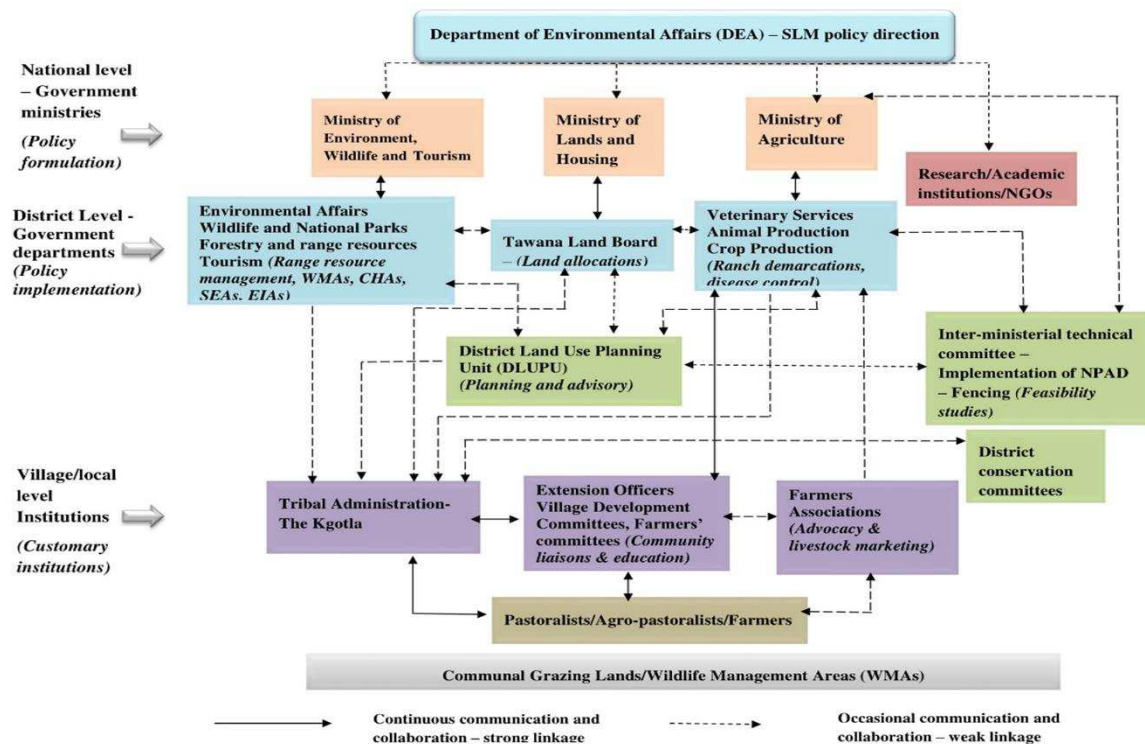 Department of Environmental Affairs (DEA) – SLM policy direction
National level
– Government
ministries
(Policy
formulation)
Ministry of
Environment,
Wildlife and Tourism
Ministry of
Lands and
Housing
Ministry of
Agriculture
Research/Academic
institutions/NGOs
District Level -
Government
departments
(Policy
implementation)
Environmental Affairs
Wildlife and National Parks
Forestry and range resources
Tourism (Range resource
management, WMAs, CHAs,
SEAs, EIAs)
Tawana Land Board
– (Land allocations)
Veterinary Services
Animal Production
Crop Production
(Ranch demarcations,
disease control)
District Land Use Planning
Unit (DLUPU)
(Planning and advisory)
Inter-ministerial technical
committee –
Implementation of NPAD
– Fencing (Feasibility
studies)
District
conservation
committees
Village/local
level
Institutions
(Customary
institutions)
Tribal Administration-
The Kgotla
Extension Officers
Village Development
Committees, Farmers’
committees (Community
liaisons & education)
Farmers
Associations
(Advocacy &
livestock marketing)
Pastoralists/Agro-pastoralists/Farmers
Communal Grazing Lands/Wildlife Management Areas (WMAs)
Continuous communication and
collaboration – strong linkage
Occasional communication and
collaboration – weak linkage